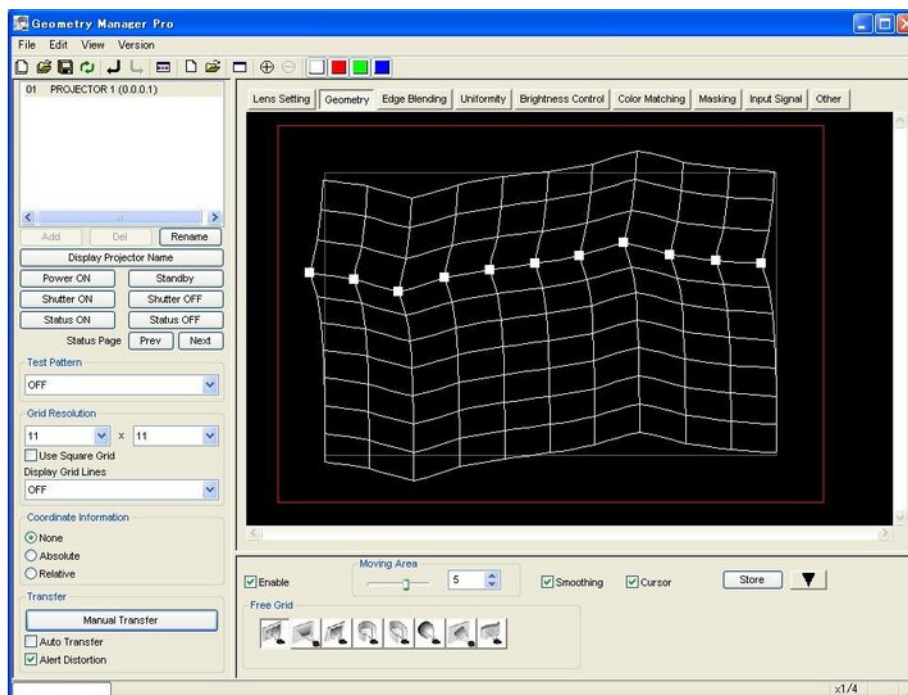 Geometry Manager Pro
File Edit View Version
01 PROJECTOR 1 (0.0.0.1)
Lens Setting Geometry Edge Blending Uniformity Brightness Control Color Matching Masking Input Signal Other
Add Del Rename
Display Projector Name
Power ON Standby
Shutter ON Shutter OFF
Status ON Status OFF
Status Page Prev Next
Test Pattern
OFF
Grid Resolution
11 x 11
Use Square Grid
Display Grid Lines
OFF
Coordinate Information
None
Absolute
Relative
Transfer
Manual Transfer
Auto Transfer
Alert Distortion
Moving Area
Enable 5 Smoothing Cursor Store
Free Grid
x1/4